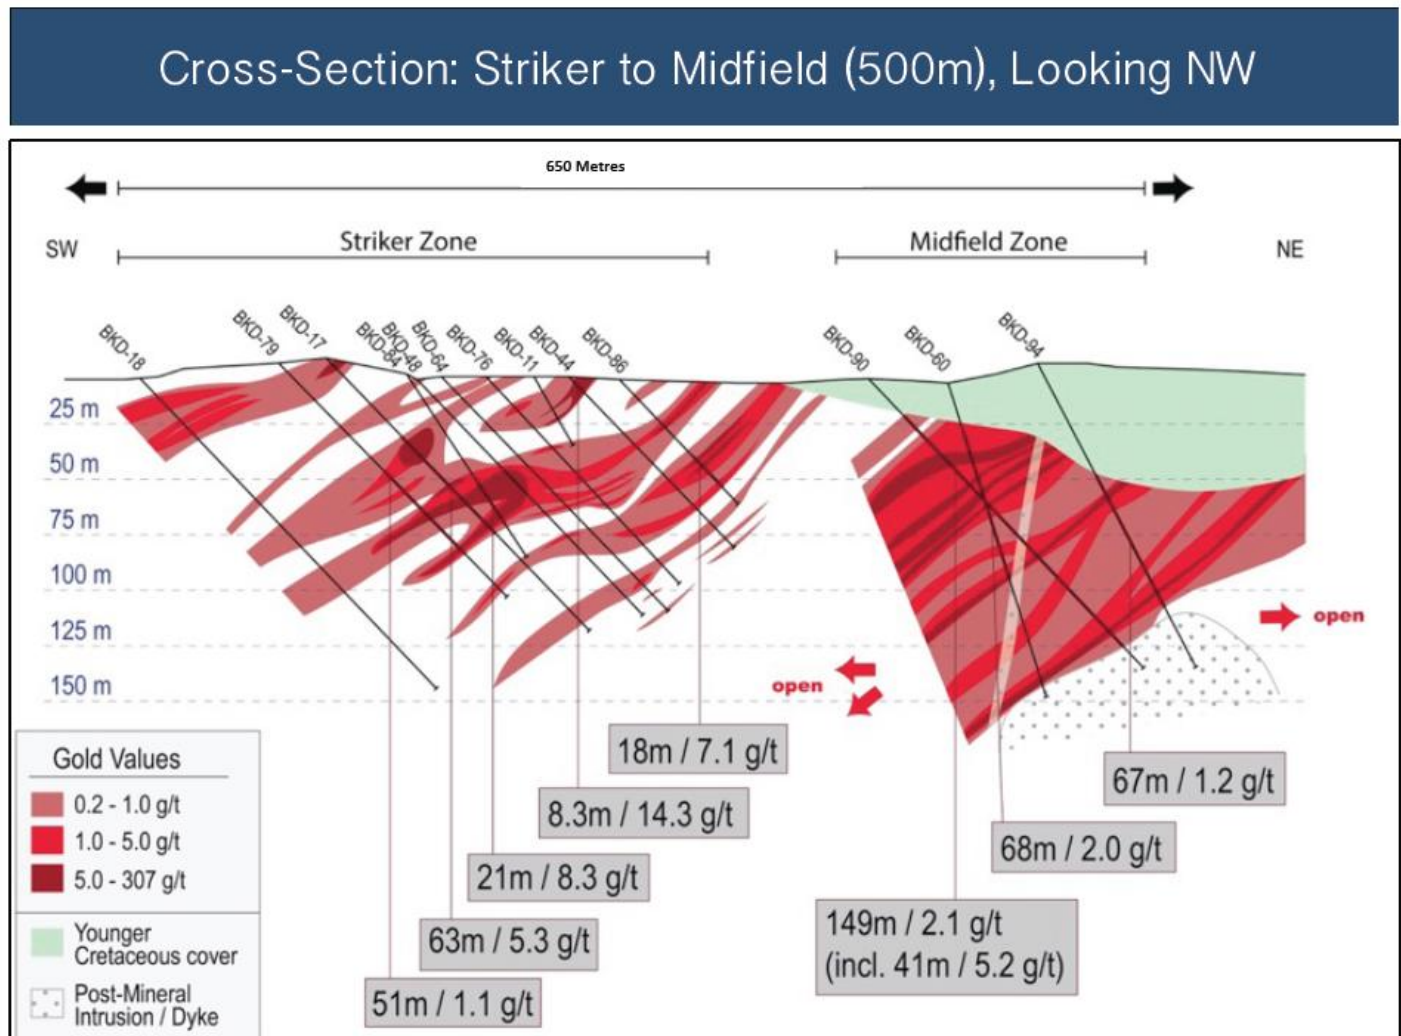 Cross-Section: Striker to Midfield (500m), Looking NW
650 Metres
SW
Striker Zone
Midfield Zone
NE
BKD-18
BKD-79
BKD-17
BKD-84
BKD-48
BKD-64
BKD-76
BKD-11
BKD-44
BKD-86
BKD-90
BKD-60
BKD-94
25 m
50 m
75 m
100 m
125 m
150 m
open
open
18m / 7.1 g/t
8.3m / 14.3 g/t
21m / 8.3 g/t
63m / 5.3 g/t
51m / 1.1 g/t
67m / 1.2 g/t
68m / 2.0 g/t
149m / 2.1 g/t
(incl. 41m / 5.2 g/t)
Gold Values
0.2 - 1.0 g/t
1.0 - 5.0 g/t
5.0 - 307 g/t
Younger
Cretaceous cover
Post-Mineral
Intrusion / Dyke